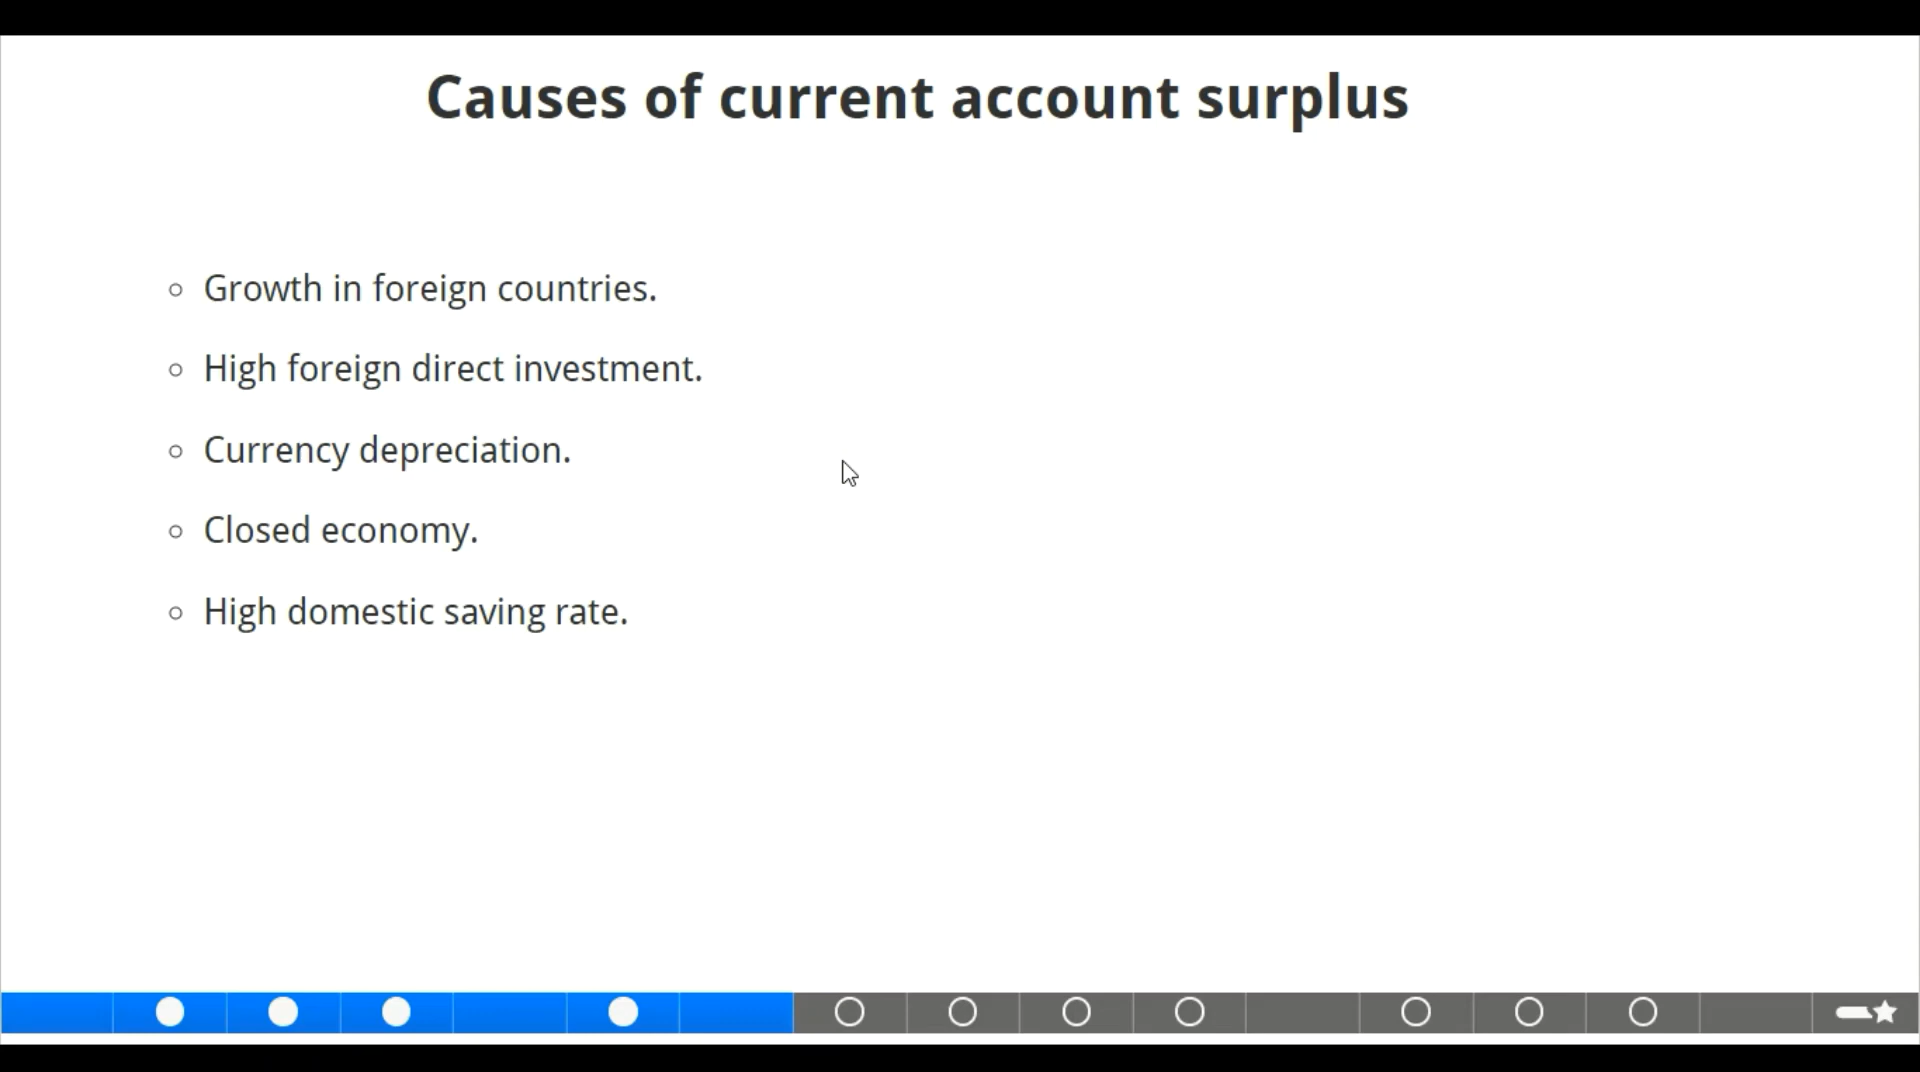 Causes of current account surplus
Growth in foreign countries.
High foreign direct investment.
Currency depreciation.
Closed economy.
High domestic saving rate.